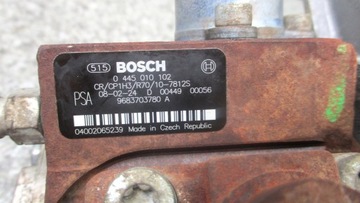 515 BOSCH
0 445 010 102
CR/CP1H3/R70/10-7812S
PSA 08-02-24 D 00449 00056
9683703780 A
04002065239 Made in Czech Republic